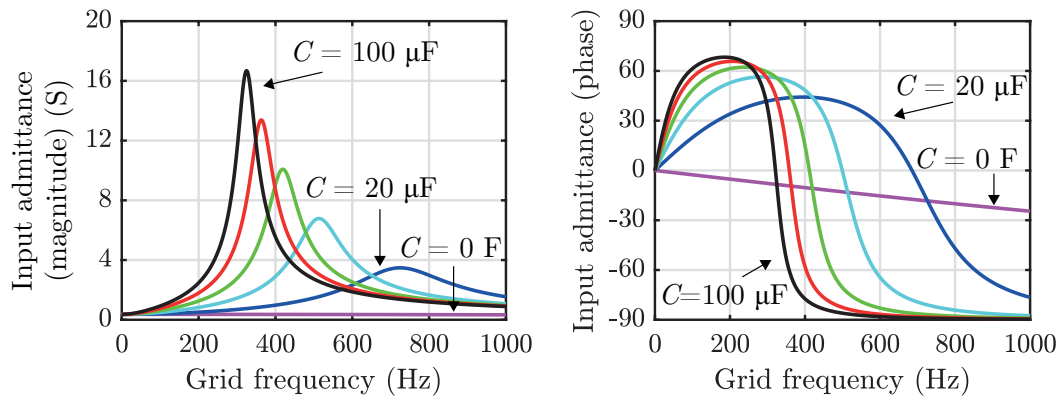 Input admittance
(magnitude) (S)
20
16
12
8
4
0
0 200 400 600 800 1000
Grid frequency (Hz)
C = 100 μF
C = 20 μF
C = 0 F
Input admittance (phase)
90
60
30
0
-30
-60
-90
0 200 400 600 800 1000
Grid frequency (Hz)
C = 20 μF
C = 0 F
C=100 μF